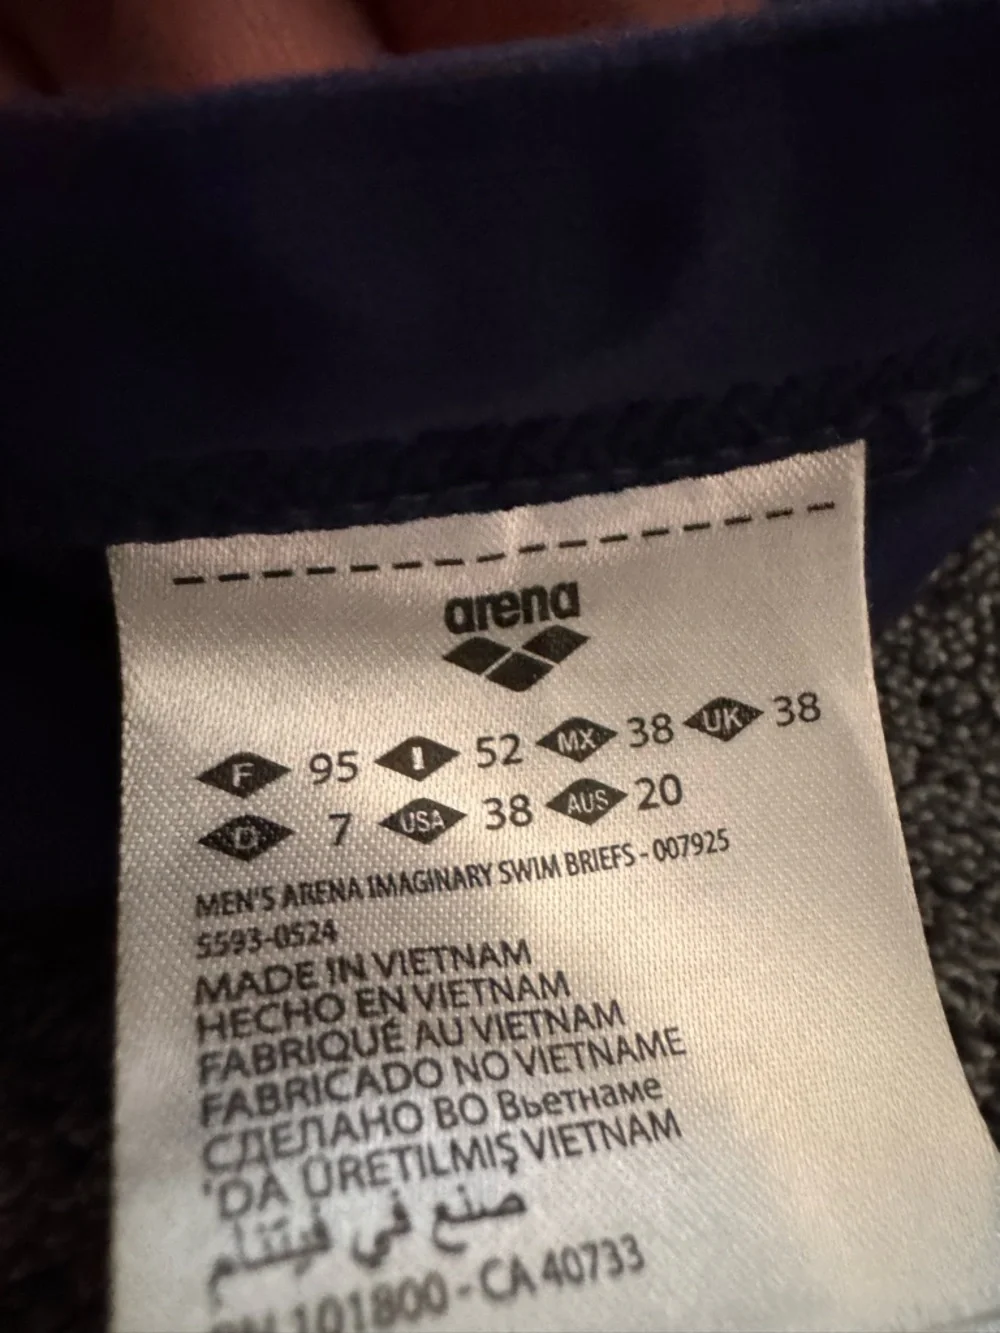 arena
F 95 I 52 MX 38 UK 38
D 7 USA 38 AUS 20
MEN'S ARENA IMAGINARY SWIM BRIEFS - 007925
5593-0524
MADE IN VIETNAM
HECHO EN VIETNAM
FABRIQUÉ AU VIETNAM
FABRICADO NO VIETNAME
СДЕЛАНО ВО Вьетнаме
'DA ÜRETILMIŞ VIETNAM
صنع في فيتنام
RN 101800 - CA 40733